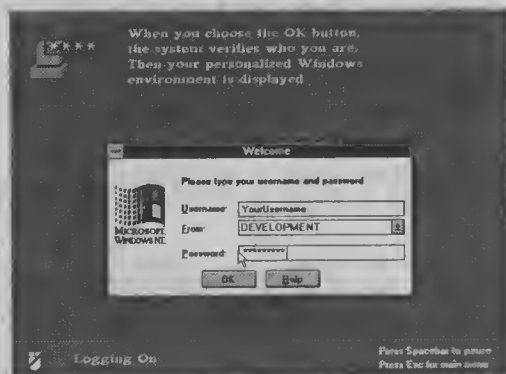 ****
When you choose the OK button,
the system verifies who you are.
Then your personalized Windows
environment is displayed
Welcome
Please type your username and password
Username: YourUsername
From: DEVELOPMENT
MICROSOFT
WINDOWS NT.
Password: *********
OK Help
Logging On
Press Spacebar to pause
Press Esc for main menu